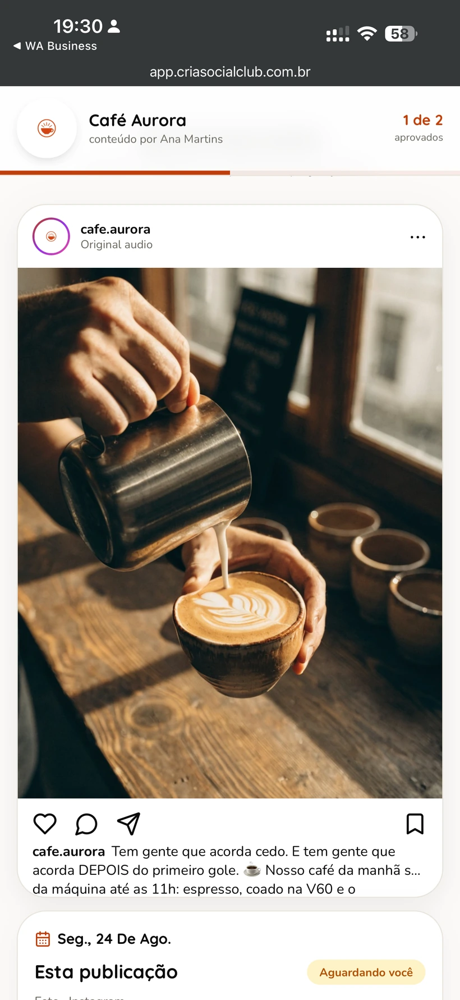 19:30
58
◀ WA Business
app.criasocialclub.com.br
Café Aurora
1 de 2
conteúdo por Ana Martins
aprovados
cafe.aurora
Original audio
cafe.aurora Tem gente que acorda cedo. E tem gente que
acorda DEPOIS do primeiro gole. ☕ Nosso café da manhã s...
da máquina até as 11h: espresso, coado na V60 e o
Seg., 24 De Ago.
Esta publicação
Aguardando você